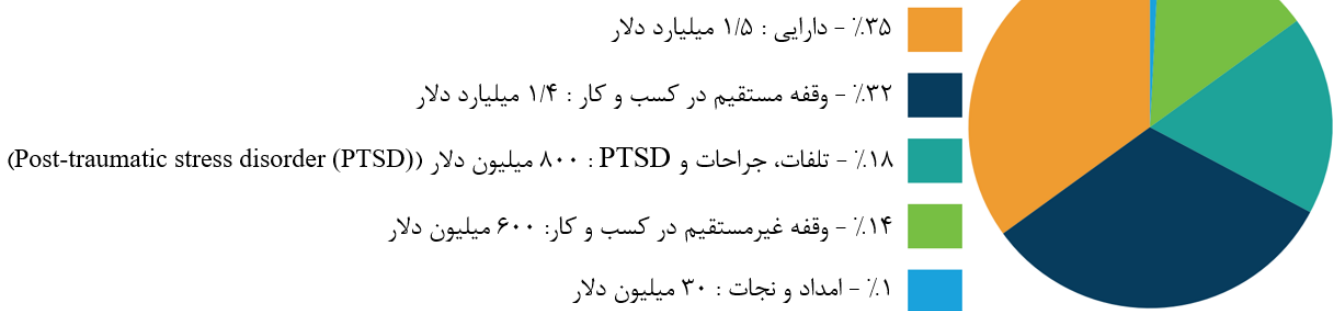 ٪۳۵ - دارایی : ۱/۵ میلیارد دلار
٪۳۲ - وقفه مستقیم در کسب و کار : ۱/۴ میلیارد دلار
٪۱۸ - تلفات، جراحات و PTSD : ۸۰۰ میلیون دلار (Post-traumatic stress disorder (PTSD))
٪۱۴ - وقفه غیرمستقیم در کسب و کار: ۶۰۰ میلیون دلار
٪۱ - امداد و نجات : ۳۰ میلیون دلار